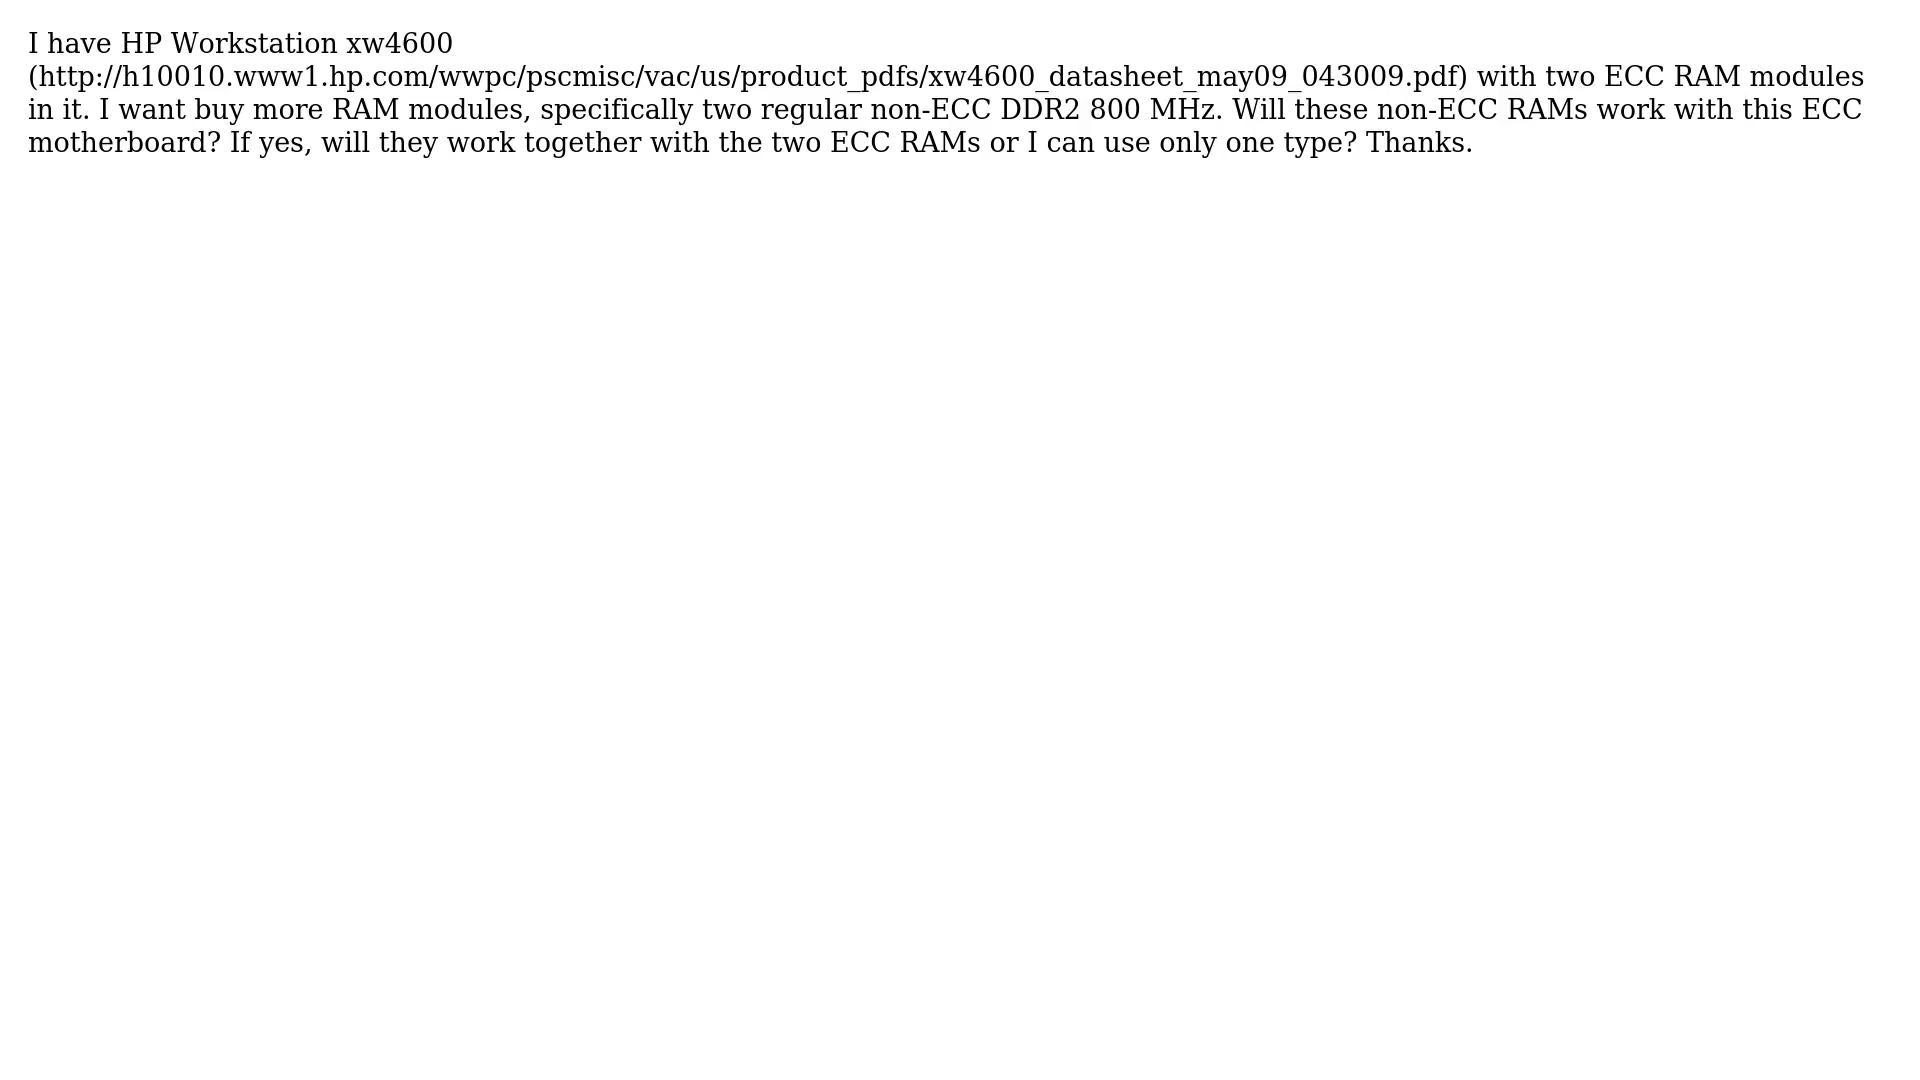 I have HP Workstation xw4600
(http://h10010.www1.hp.com/wwpc/pscmisc/vac/us/product_pdfs/xw4600_datasheet_may09_043009.pdf) with two ECC RAM modules
in it. I want buy more RAM modules, specifically two regular non-ECC DDR2 800 MHz. Will these non-ECC RAMs work with this ECC
motherboard? If yes, will they work together with the two ECC RAMs or I can use only one type? Thanks.